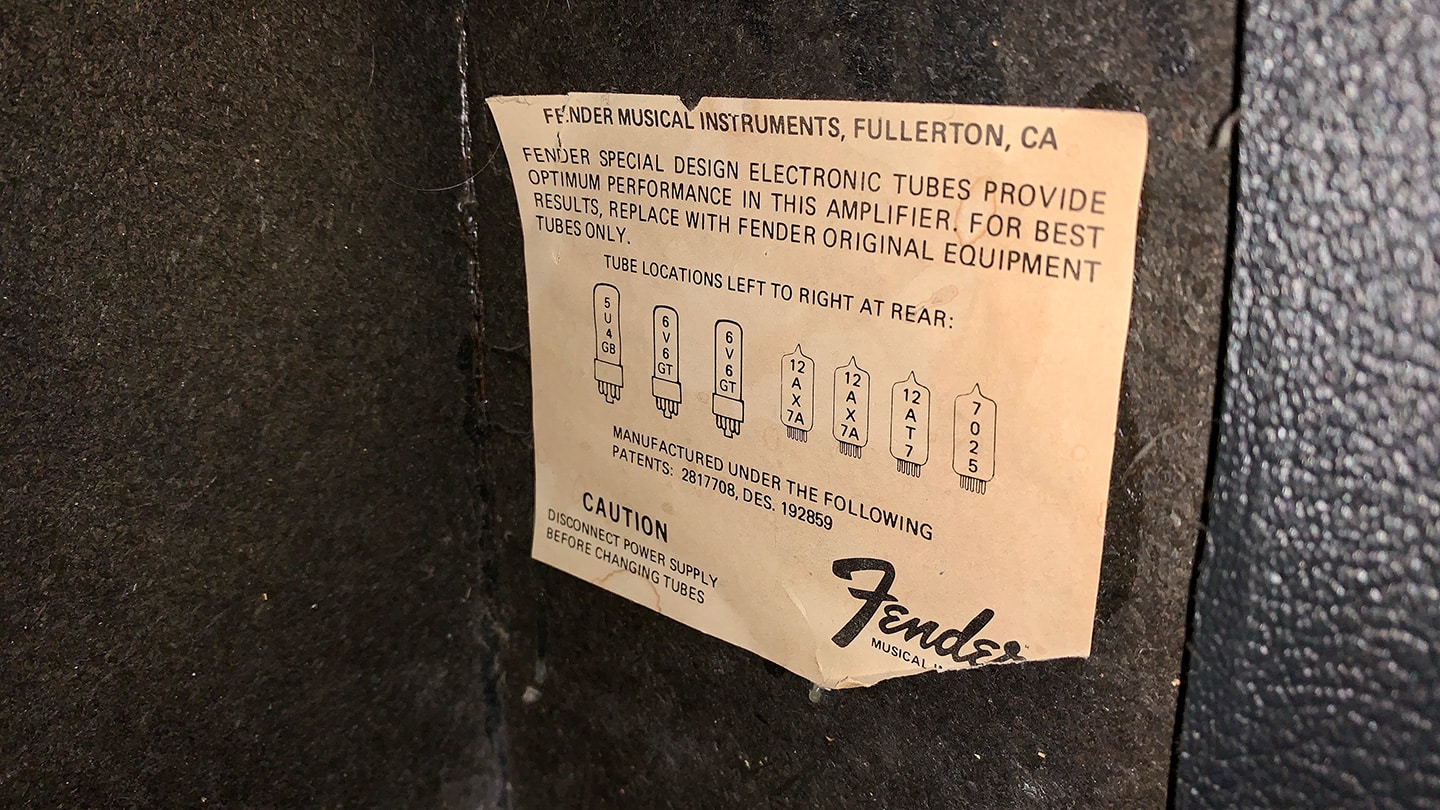 FENDER MUSICAL INSTRUMENTS, FULLERTON, CA
FENDER SPECIAL DESIGN ELECTRONIC TUBES PROVIDE
OPTIMUM PERFORMANCE IN THIS AMPLIFIER. FOR BEST
RESULTS, REPLACE WITH FENDER ORIGINAL EQUIPMENT
TUBES ONLY.
TUBE LOCATIONS LEFT TO RIGHT AT REAR:
5U4GB 6V6GT 6V6GT 12AX7A 12AX7A 12AT7 7025
MANUFACTURED UNDER THE FOLLOWING
PATENTS: 2817708, DES. 192859
CAUTION
DISCONNECT POWER SUPPLY
BEFORE CHANGING TUBES
Fender
MUSICAL